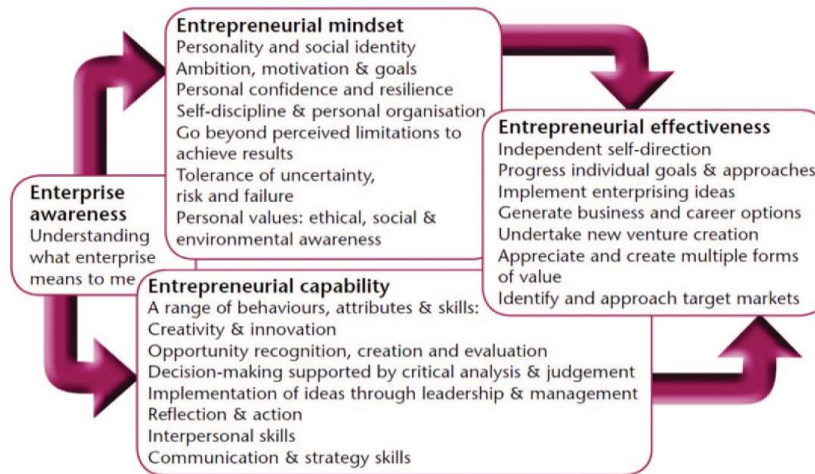 Entrepreneurial mindset
Personality and social identity
Ambition, motivation & goals
Personal confidence and resilience
Self-discipline & personal organisation
Go beyond perceived limitations to
achieve results
Tolerance of uncertainty,
risk and failure
Personal values: ethical, social &
environmental awareness
Enterprise
awareness
Understanding
what enterprise
means to me
Entrepreneurial capability
A range of behaviours, attributes & skills:
Creativity & innovation
Opportunity recognition, creation and evaluation
Decision-making supported by critical analysis & judgement
Implementation of ideas through leadership & management
Reflection & action
Interpersonal skills
Communication & strategy skills
Entrepreneurial effectiveness
Independent self-direction
Progress individual goals & approaches
Implement enterprising ideas
Generate business and career options
Undertake new venture creation
Appreciate and create multiple forms
of value
Identify and approach target markets